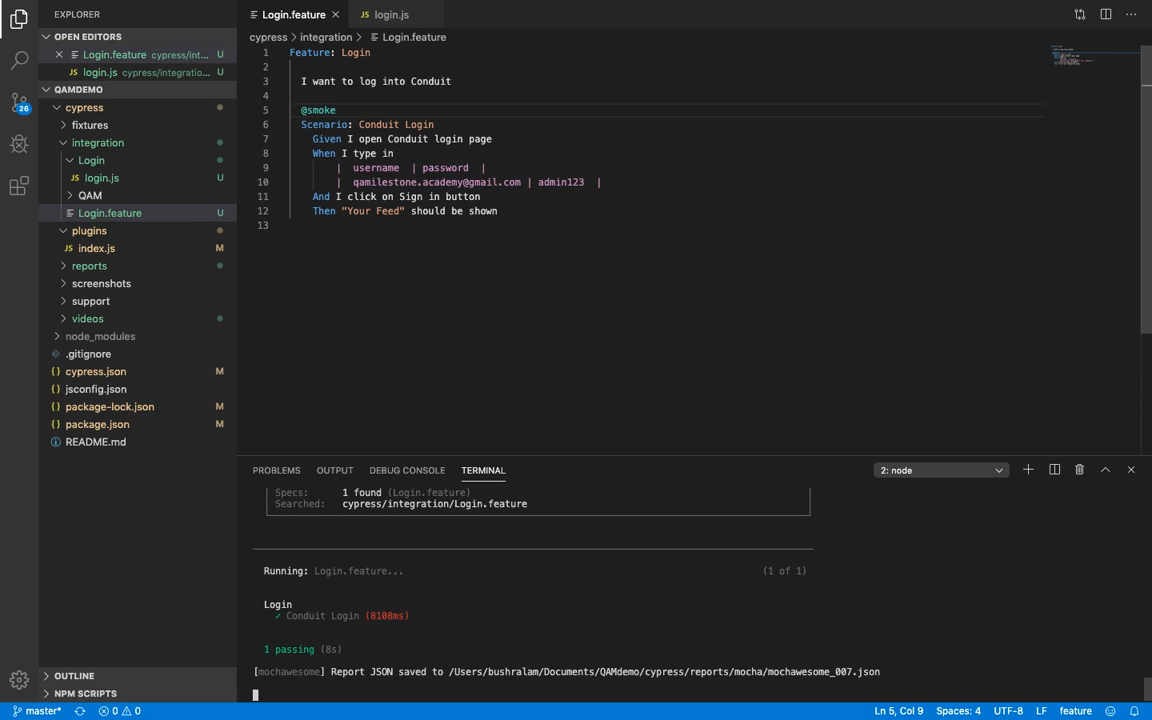 EXPLORER
OPEN EDITORS
Login.feature cypress/int... U
JS login.js cypress/integratio... U
QAMDEMO
cypress
fixtures
integration
Login
JS login.js U
QAM
Login.feature U
plugins
JS index.js M
reports
screenshots
support
videos
node_modules
.gitignore
{} cypress.json M
jsconfig.json
{} package-lock.json M
{} package.json M
README.md
OUTLINE
NPM SCRIPTS
26
Login.feature
JS login.js
cypress > integration > Login.feature
1 Feature: Login
2
3 I want to log into Conduit
4
5 @smoke
6 Scenario: Conduit Login
7 Given I open Conduit login page
8 When I type in
9 | username | password |
10 | qamilestone.academy@gmail.com | admin123 |
11 And I click on Sign in button
12 Then "Your Feed" should be shown
13
PROBLEMS OUTPUT DEBUG CONSOLE TERMINAL 2: node
Specs: 1 found (Login.feature)
Searched: cypress/integration/Login.feature
Running: Login.feature... (1 of 1)
Login
✓ Conduit Login (8108ms)
1 passing (8s)
[mochawesome] Report JSON saved to /Users/bushralam/Documents/QAMdemo/cypress/reports/mocha/mochawesome_007.json
master* 0 0 Ln 5, Col 9 Spaces: 4 UTF-8 LF feature